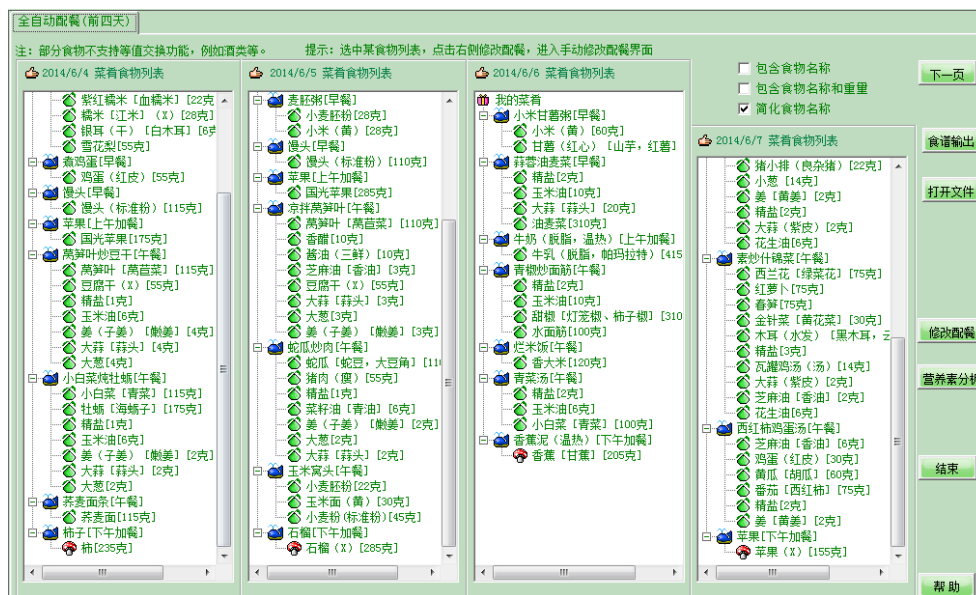 全自动配餐(前四天)
注: 部分食物不支持等值交换功能, 例如酒类等。
提示: 选中某食物列表, 点击右侧修改配餐, 进入手动修改配餐界面
2014/6/4 菜肴食物列表
紫红糯米 [血糯米] [22克
糯米 [江米] (X) [28克]
银耳 (干) [白木耳] [6克
雪花梨[55克]
煮鸡蛋[早餐]
鸡蛋 (红皮) [55克]
馒头[早餐]
馒头 (标准粉) [115克]
苹果[上午加餐]
国光苹果[175克]
莴笋叶炒豆干[午餐]
莴笋叶 [莴苣菜] [115克]
豆腐干 (X) [55克]
精盐[1克]
玉米油[6克]
姜 (子姜) [嫩姜] [4克]
大蒜 [蒜头] [4克]
大葱[4克]
小白菜炖牡蛎[午餐]
小白菜 [青菜] [115克]
牡蛎 [海蛎子] [175克]
精盐[1克]
玉米油[6克]
姜 (子姜) [嫩姜] [2克]
大蒜 [蒜头] [2克]
大葱[2克]
荞麦面条[午餐]
荞麦面[115克]
柿子[下午加餐]
柿[235克]
2014/6/5 菜肴食物列表
麦胚粥[早餐]
小麦胚粉[28克]
小米 (黄) [28克]
馒头[早餐]
馒头 (标准粉) [110克]
苹果[上午加餐]
国光苹果[285克]
凉拌莴笋叶[午餐]
莴笋叶 [莴苣菜] [110克]
香醋[10克]
酱油 (三鲜) [10克]
芝麻油 [香油] [3克]
豆腐干 (X) [55克]
大蒜 [蒜头] [3克]
大葱[3克]
姜 (子姜) [嫩姜] [3克]
蛇瓜炒肉[午餐]
蛇瓜 [蛇豆, 大豆角] [110
猪肉 (瘦) [55克]
精盐[1克]
菜籽油 [青油] [6克]
姜 (子姜) [嫩姜] [2克]
大葱[2克]
大蒜 [蒜头] [2克]
玉米窝头[午餐]
小麦胚粉[22克]
玉米面 (黄) [30克]
小麦粉(标准粉)[45克]
石榴[下午加餐]
石榴 (X) [285克]
2014/6/6 菜肴食物列表
我的菜肴
小米甘薯粥[早餐]
小米 (黄) [60克]
甘薯 (红心) [山芋, 红薯]
蒜蓉油麦菜[早餐]
精盐[2克]
玉米油[10克]
大蒜 [蒜头] [20克]
油麦菜[310克]
牛奶 (脱脂, 温热) [上午加餐]
牛乳 (脱脂, 帕玛拉特) [415
青椒炒面筋[午餐]
精盐[2克]
玉米油[10克]
甜椒 [灯笼椒、柿子椒] [310
水面筋[100克]
烂米饭[午餐]
香大米[120克]
青菜汤[午餐]
精盐[2克]
玉米油[6克]
小白菜 [青菜] [100克]
香蕉泥 (温热) [下午加餐]
香蕉 [甘蕉] [205克]
包含食物名称
包含食物名称和重量
简化食物名称
2014/6/7 菜肴食物列表
猪小排 (良杂猪) [22克]
小葱 [14克]
姜 [黄姜] [2克]
精盐[2克]
大蒜 (紫皮) [2克]
花生油[6克]
素炒什锦菜[午餐]
西兰花 [绿菜花] [75克]
红萝卜[75克]
春笋[75克]
金针菜 [黄花菜] [30克]
木耳 (水发) [黑木耳, 云
精盐[3克]
瓦罐鸡汤 (汤) [14克]
大蒜 (紫皮) [2克]
芝麻油 [香油] [2克]
花生油[6克]
西红柿鸡蛋汤[午餐]
芝麻油 [香油] [6克]
鸡蛋 (红皮) [30克]
黄瓜 [胡瓜] [60克]
番茄 [西红柿] [75克]
精盐[2克]
姜 [黄姜] [2克]
苹果[下午加餐]
苹果 (X) [155克]
下一页
食谱输出
打开文件
修改配餐
营养素分析
结束
帮 助